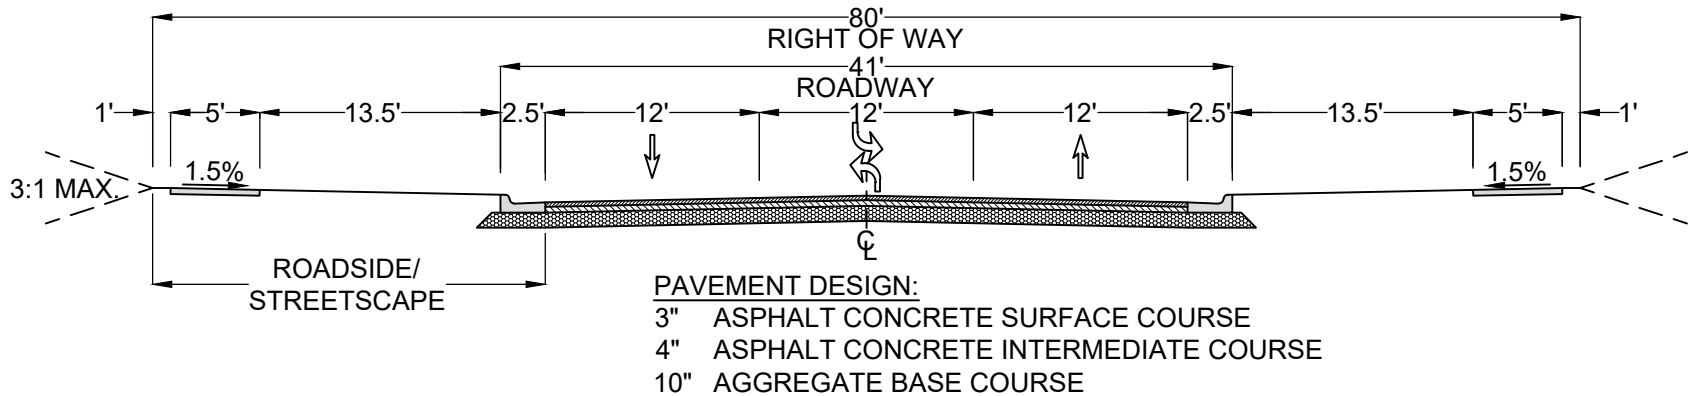 80'
RIGHT OF WAY
41'
ROADWAY
1' 5' 13.5' 2.5' 12' 12' 12' 2.5' 13.5' 5' 1'
1.5% 1.5%
3:1 MAX.
℄
ROADSIDE/
STREETSCAPE
PAVEMENT DESIGN:
3" ASPHALT CONCRETE SURFACE COURSE
4" ASPHALT CONCRETE INTERMEDIATE COURSE
10" AGGREGATE BASE COURSE